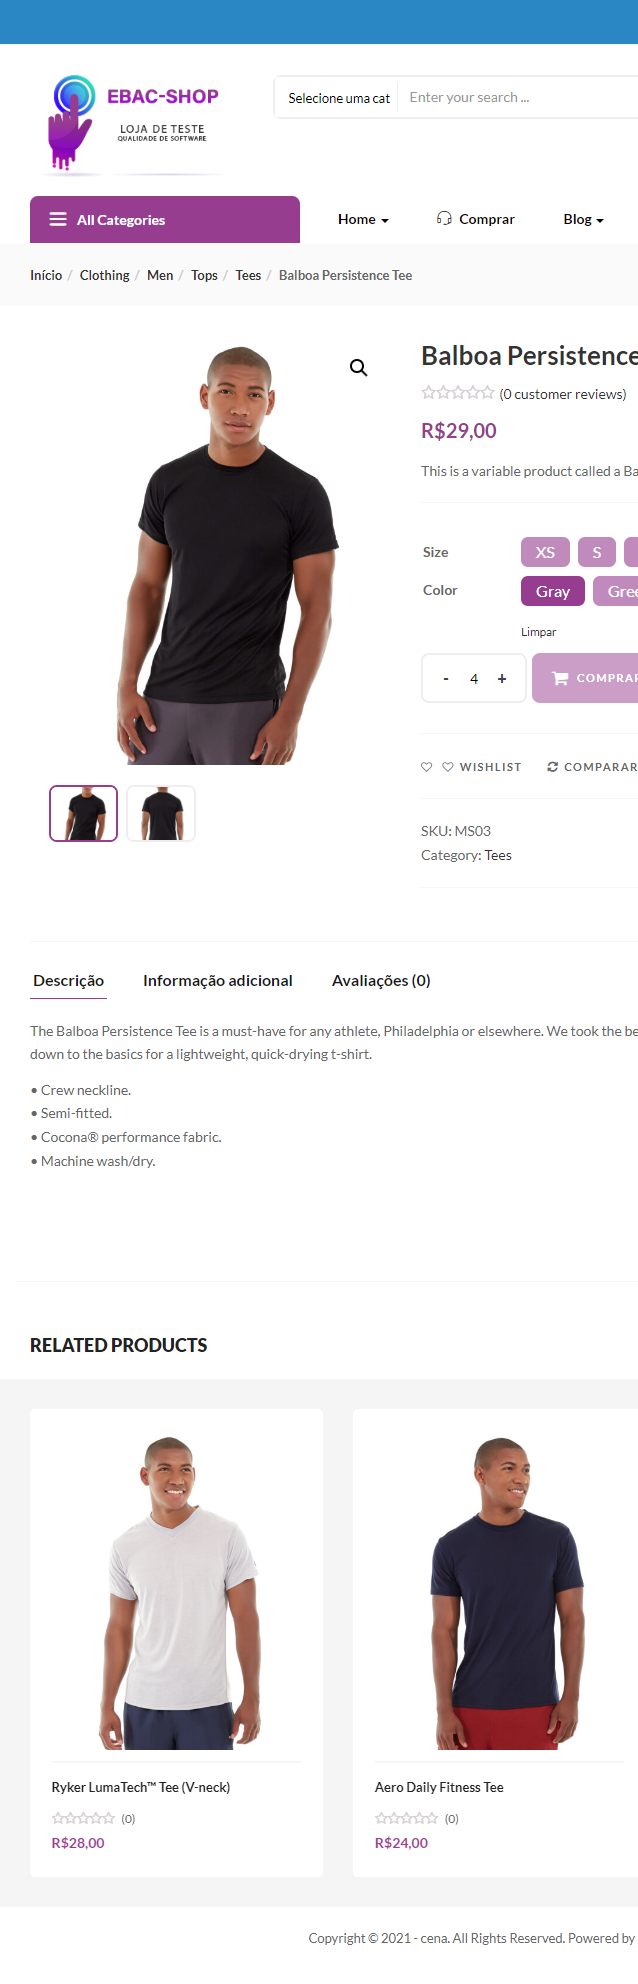 EBAC-SHOP
LOJA DE TESTE
QUALIDADE DE SOFTWARE
Selecione uma cat
Enter your search ...
All Categories
Home
Comprar
Blog
Início / Clothing / Men / Tops / Tees / Balboa Persistence Tee
Balboa Persistence
(0 customer reviews)
R$29,00
This is a variable product called a Ba
Size
XS
S
Color
Gray
Gree
Limpar
- 4 +
COMPRAR
WISHLIST
COMPARAR
SKU: MS03
Category: Tees
Descrição
Informação adicional
Avaliações (0)
The Balboa Persistence Tee is a must-have for any athlete, Philadelphia or elsewhere. We took the be
down to the basics for a lightweight, quick-drying t-shirt.
• Crew neckline.
• Semi-fitted.
• Cocona® performance fabric.
• Machine wash/dry.
RELATED PRODUCTS
Ryker LumaTech™ Tee (V-neck)
(0)
R$28,00
Aero Daily Fitness Tee
(0)
R$24,00
Copyright © 2021 - cena. All Rights Reserved. Powered by